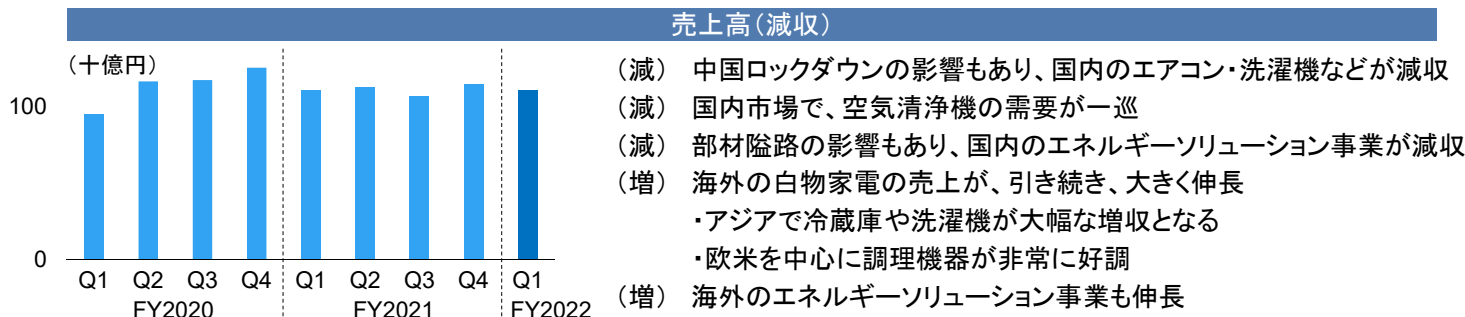 売上高(減収)
(十億円)
100
0
Q1 Q2 Q3 Q4 Q1 Q2 Q3 Q4 Q1
FY2020 FY2021 FY2022
(減) 中国ロックダウンの影響もあり、国内のエアコン・洗濯機などが減収
(減) 国内市場で、空気清浄機の需要が一巡
(減) 部材隘路の影響もあり、国内のエネルギーソリューション事業が減収
(増) 海外の白物家電の売上が、引き続き、大きく伸長
・アジアで冷蔵庫や洗濯機が大幅な増収となる
・欧米を中心に調理機器が非常に好調
(増) 海外のエネルギーソリューション事業も伸長